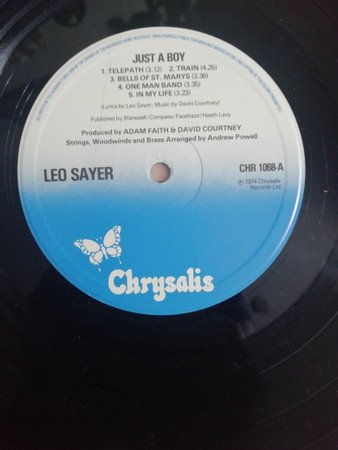 JUST A BOY
1. TELEPATH (3.12) 2. TRAIN (4.25)
3. BELLS OF ST. MARYS (3.36)
4. ONE MAN BAND (3.35)
5. IN MY LIFE (3.23)
(Lyrics by Leo Sayer, Music by David Courtney)
Published by Blanedell/Compass/Facehaze/Heath Levy
Produced by ADAM FAITH & DAVID COURTNEY
Strings, Woodwinds and Brass Arranged by Andrew Powell
LEO SAYER
CHR 1068-A
℗ 1974 Chrysalis
Records Ltd
Chrysalis